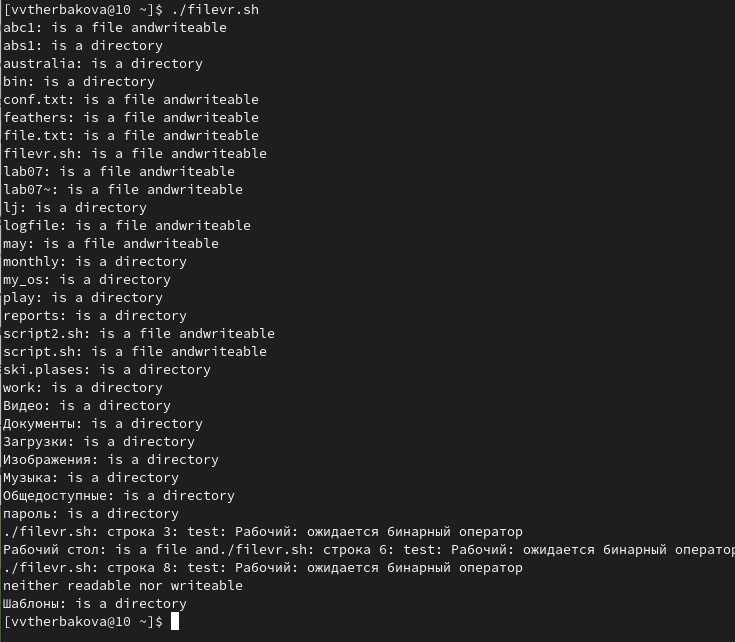 [vvtherbakova@10 ~]$ ./filevr.sh
abc1: is a file andwriteable
abs1: is a directory
australia: is a directory
bin: is a directory
conf.txt: is a file andwriteable
feathers: is a file andwriteable
file.txt: is a file andwriteable
filevr.sh: is a file andwriteable
lab07: is a file andwriteable
lab07~: is a file andwriteable
lj: is a directory
logfile: is a file andwriteable
may: is a file andwriteable
monthly: is a directory
my_os: is a directory
play: is a directory
reports: is a directory
script2.sh: is a file andwriteable
script.sh: is a file andwriteable
ski.plases: is a directory
work: is a directory
Видео: is a directory
Документы: is a directory
Загрузки: is a directory
Изображения: is a directory
Музыка: is a directory
Общедоступные: is a directory
пароль: is a directory
./filevr.sh: строка 3: test: Рабочий: ожидается бинарный оператор
Рабочий стол: is a file and./filevr.sh: строка 6: test: Рабочий: ожидается бинарный оператор
./filevr.sh: строка 8: test: Рабочий: ожидается бинарный оператор
neither readable nor writeable
Шаблоны: is a directory
[vvtherbakova@10 ~]$